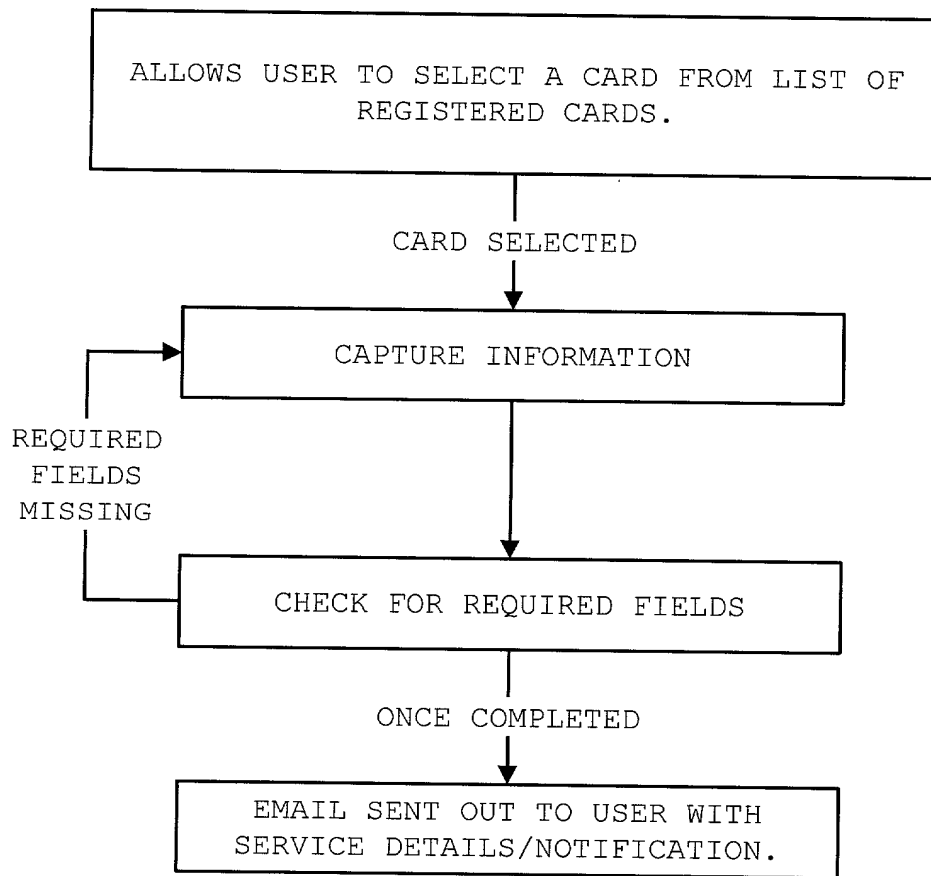 ALLOWS USER TO SELECT A CARD FROM LIST OF
REGISTERED CARDS.
CARD SELECTED
CAPTURE INFORMATION
REQUIRED
FIELDS
MISSING
CHECK FOR REQUIRED FIELDS
ONCE COMPLETED
EMAIL SENT OUT TO USER WITH
SERVICE DETAILS/NOTIFICATION.